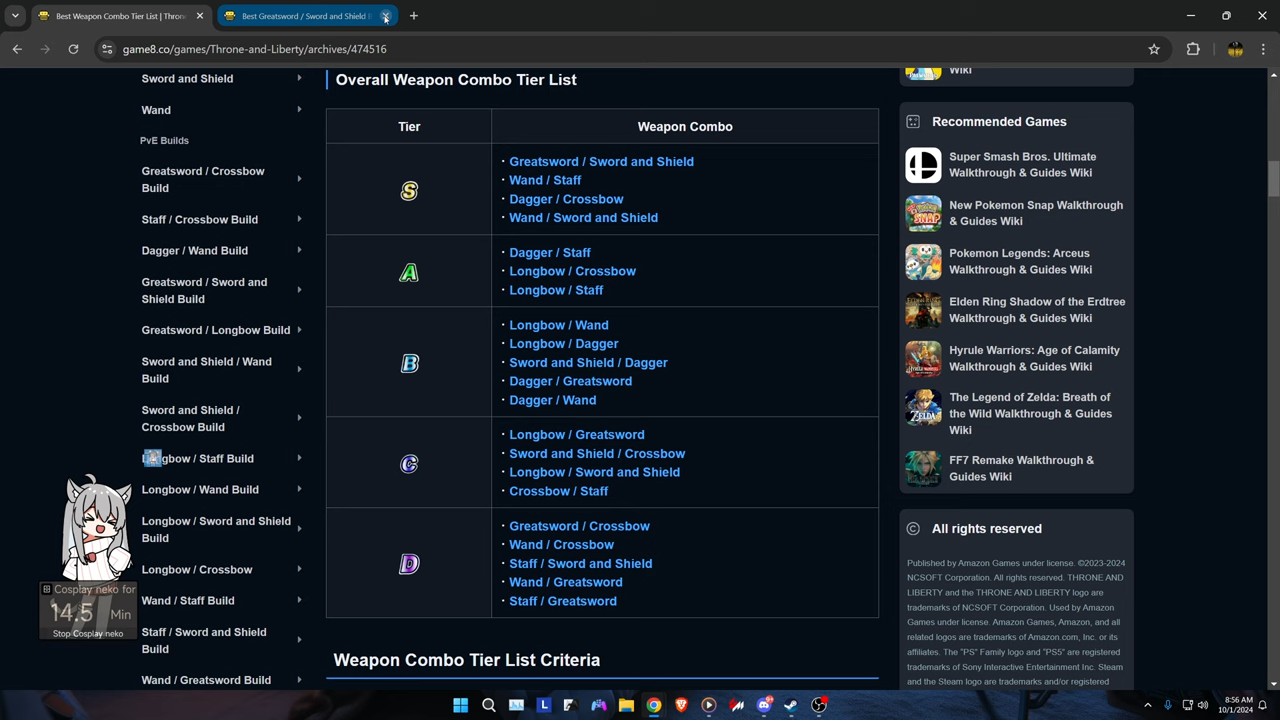 Best Weapon Combo Tier List | Thron
Best Greatsword / Sword and Shield B
game8.co/games/Throne-and-Liberty/archives/474516
Sword and Shield
Wand
PvE Builds
Greatsword / Crossbow
Build
Staff / Crossbow Build
Dagger / Wand Build
Greatsword / Sword and
Shield Build
Greatsword / Longbow Build
Sword and Shield / Wand
Build
Sword and Shield /
Crossbow Build
Longbow / Staff Build
Longbow / Wand Build
Longbow / Sword and Shield
Build
Longbow / Crossbow
Wand / Staff Build
Staff / Sword and Shield
Build
Wand / Greatsword Build
Cosplay neko for
14.5 Min
Stop Cosplay neko
Overall Weapon Combo Tier List
Tier Weapon Combo
S
・Greatsword / Sword and Shield
・Wand / Staff
・Dagger / Crossbow
・Wand / Sword and Shield
A
・Dagger / Staff
・Longbow / Crossbow
・Longbow / Staff
B
・Longbow / Wand
・Longbow / Dagger
・Sword and Shield / Dagger
・Dagger / Greatsword
・Dagger / Wand
C
・Longbow / Greatsword
・Sword and Shield / Crossbow
・Longbow / Sword and Shield
・Crossbow / Staff
D
・Greatsword / Crossbow
・Wand / Crossbow
・Staff / Sword and Shield
・Wand / Greatsword
・Staff / Greatsword
Weapon Combo Tier List Criteria
Wiki
Recommended Games
Super Smash Bros. Ultimate
Walkthrough & Guides Wiki
New Pokemon Snap Walkthrough
& Guides Wiki
Pokemon Legends: Arceus
Walkthrough & Guides Wiki
Elden Ring Shadow of the Erdtree
Walkthrough & Guides Wiki
Hyrule Warriors: Age of Calamity
Walkthrough & Guides Wiki
The Legend of Zelda: Breath of
the Wild Walkthrough & Guides
Wiki
FF7 Remake Walkthrough &
Guides Wiki
All rights reserved
Published by Amazon Games under license. ©2023-2024
NCSOFT Corporation. All rights reserved. THRONE AND
LIBERTY and the THRONE AND LIBERTY logo are
trademarks of NCSOFT Corporation. Used by Amazon
Games under license. Amazon Games, Amazon, and all
related logos are trademarks of Amazon.com, Inc. or its
affiliates. The "PS" Family logo and "PS5" are registered
trademarks of Sony Interactive Entertainment Inc. Steam
and the Steam logo are trademarks and/or registered
8:56 AM
10/1/2024